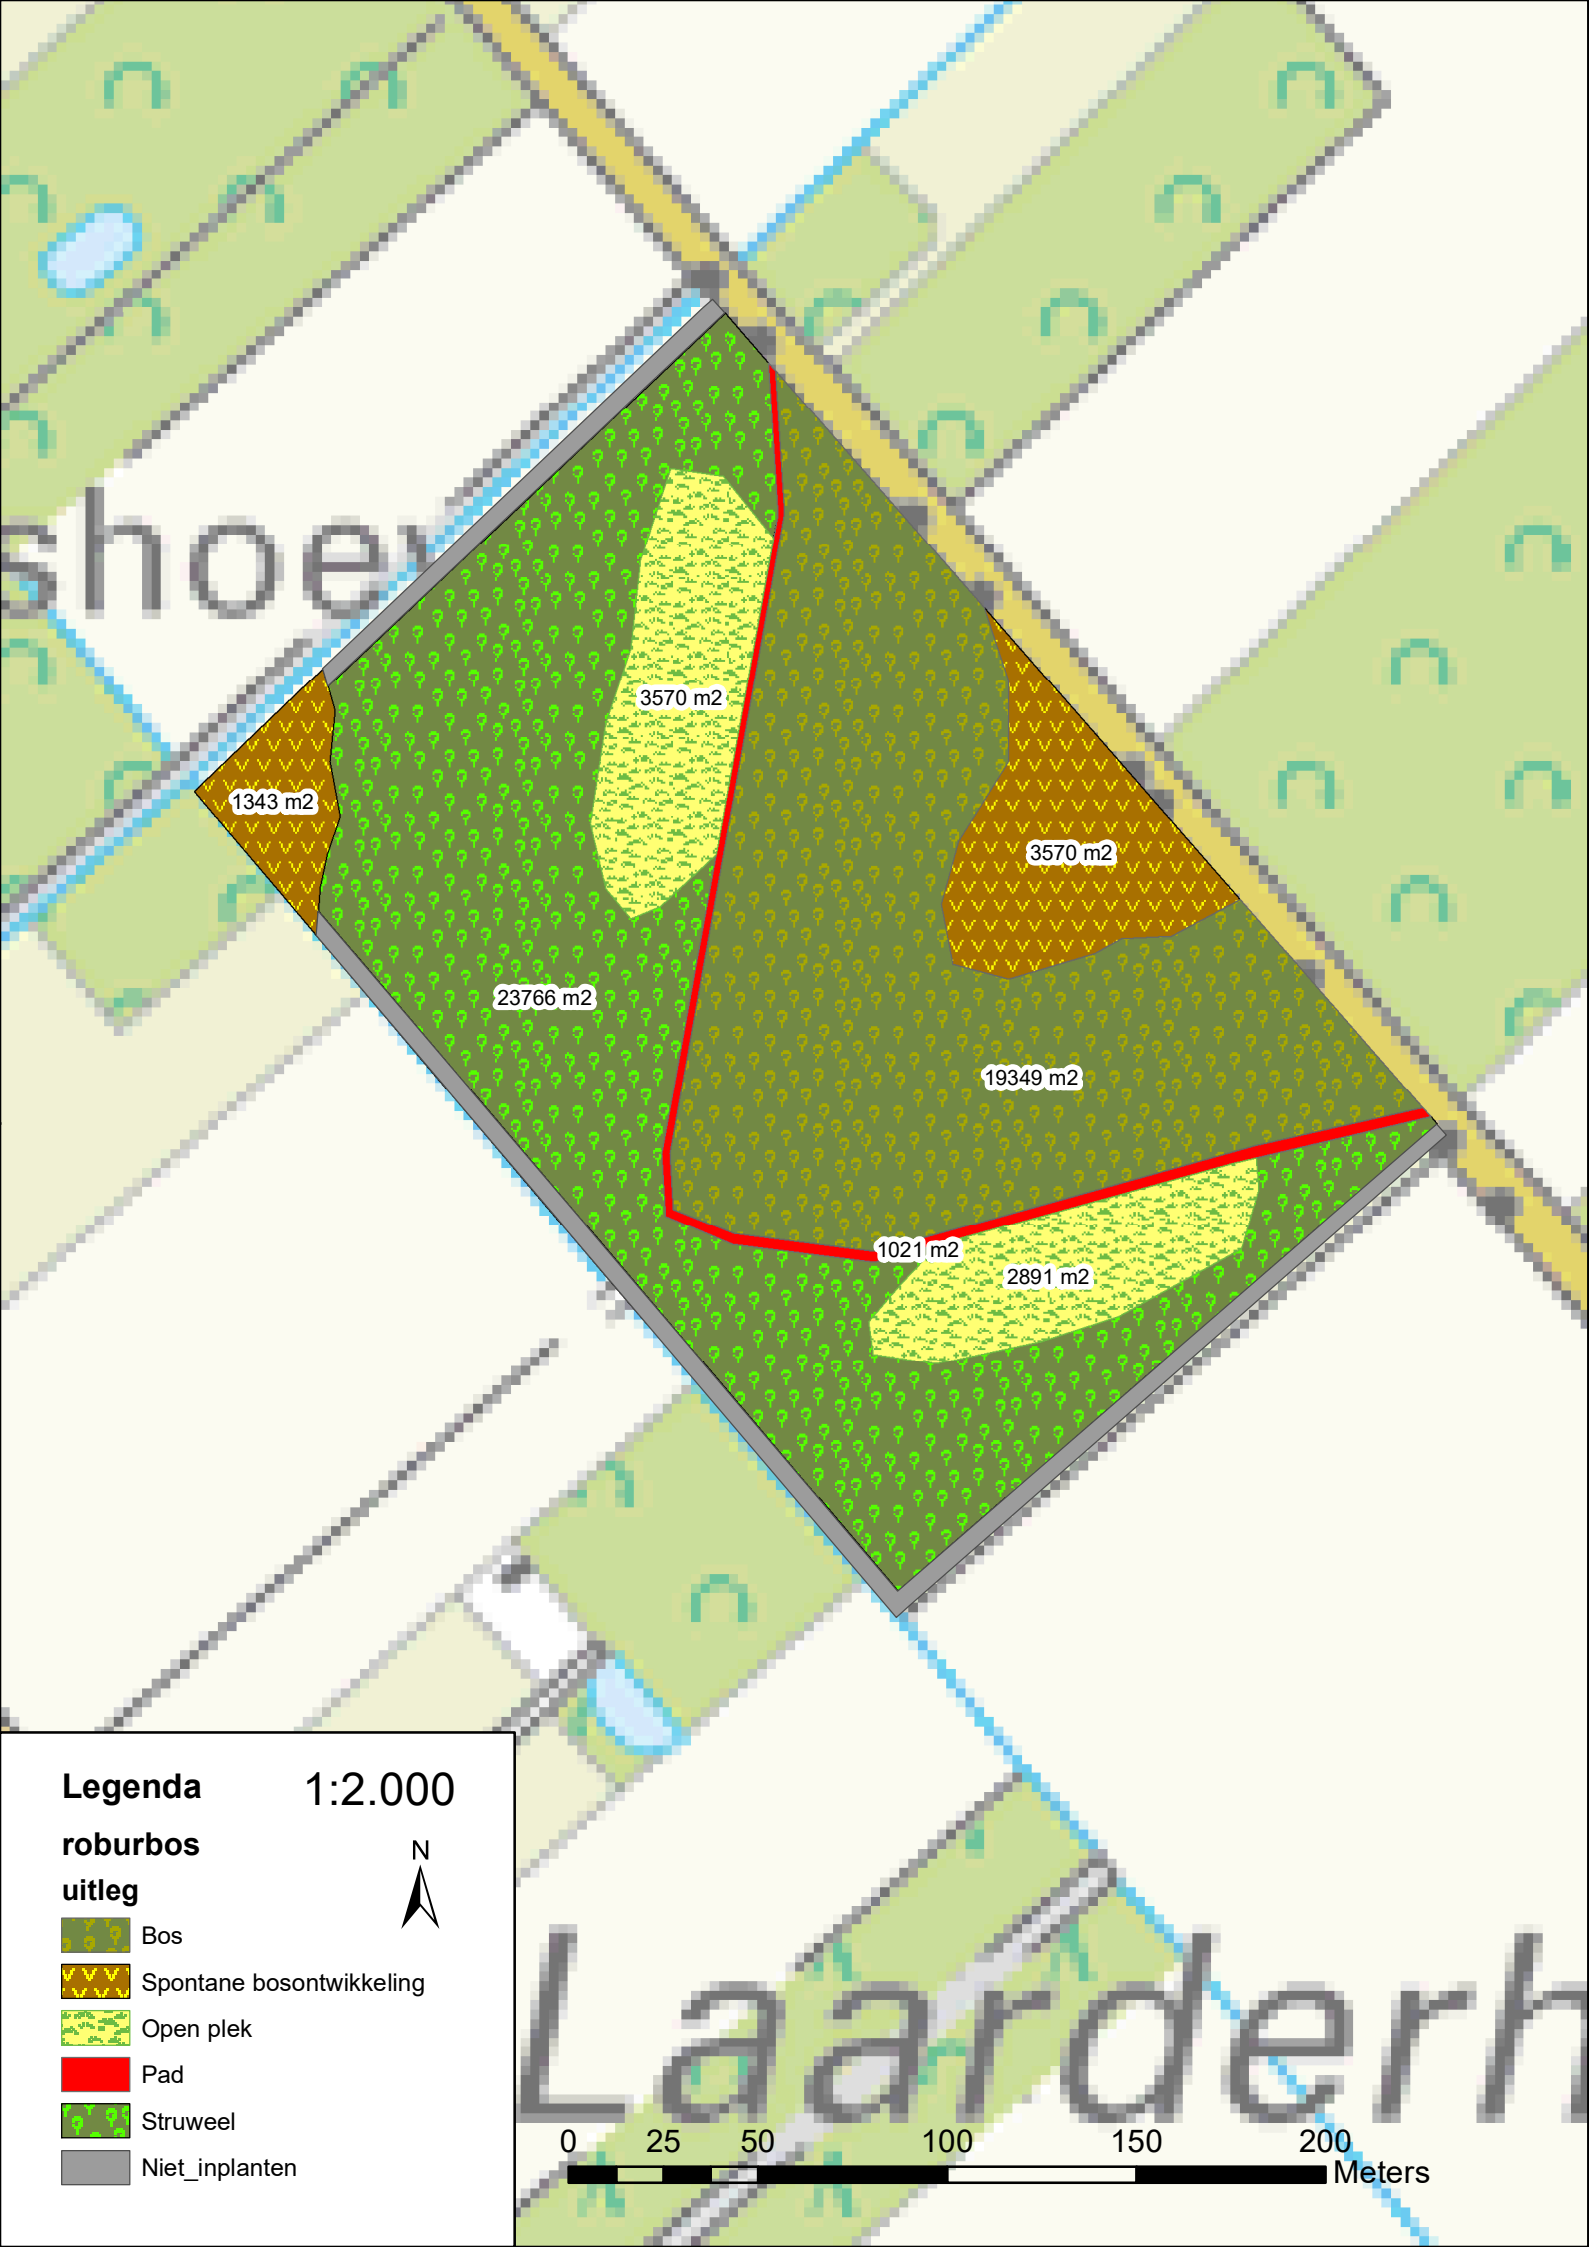 shoe
3570 m2
1343 m2
3570 m2
23766 m2
19349 m2
1021 m2
2891 m2
Legenda 1:2.000
roburbos
N
uitleg
Bos
Spontane bosontwikkeling
Open plek
Pad
Struweel
Niet_inplanten
Laarderh
0 25 50 100 150 200
Meters